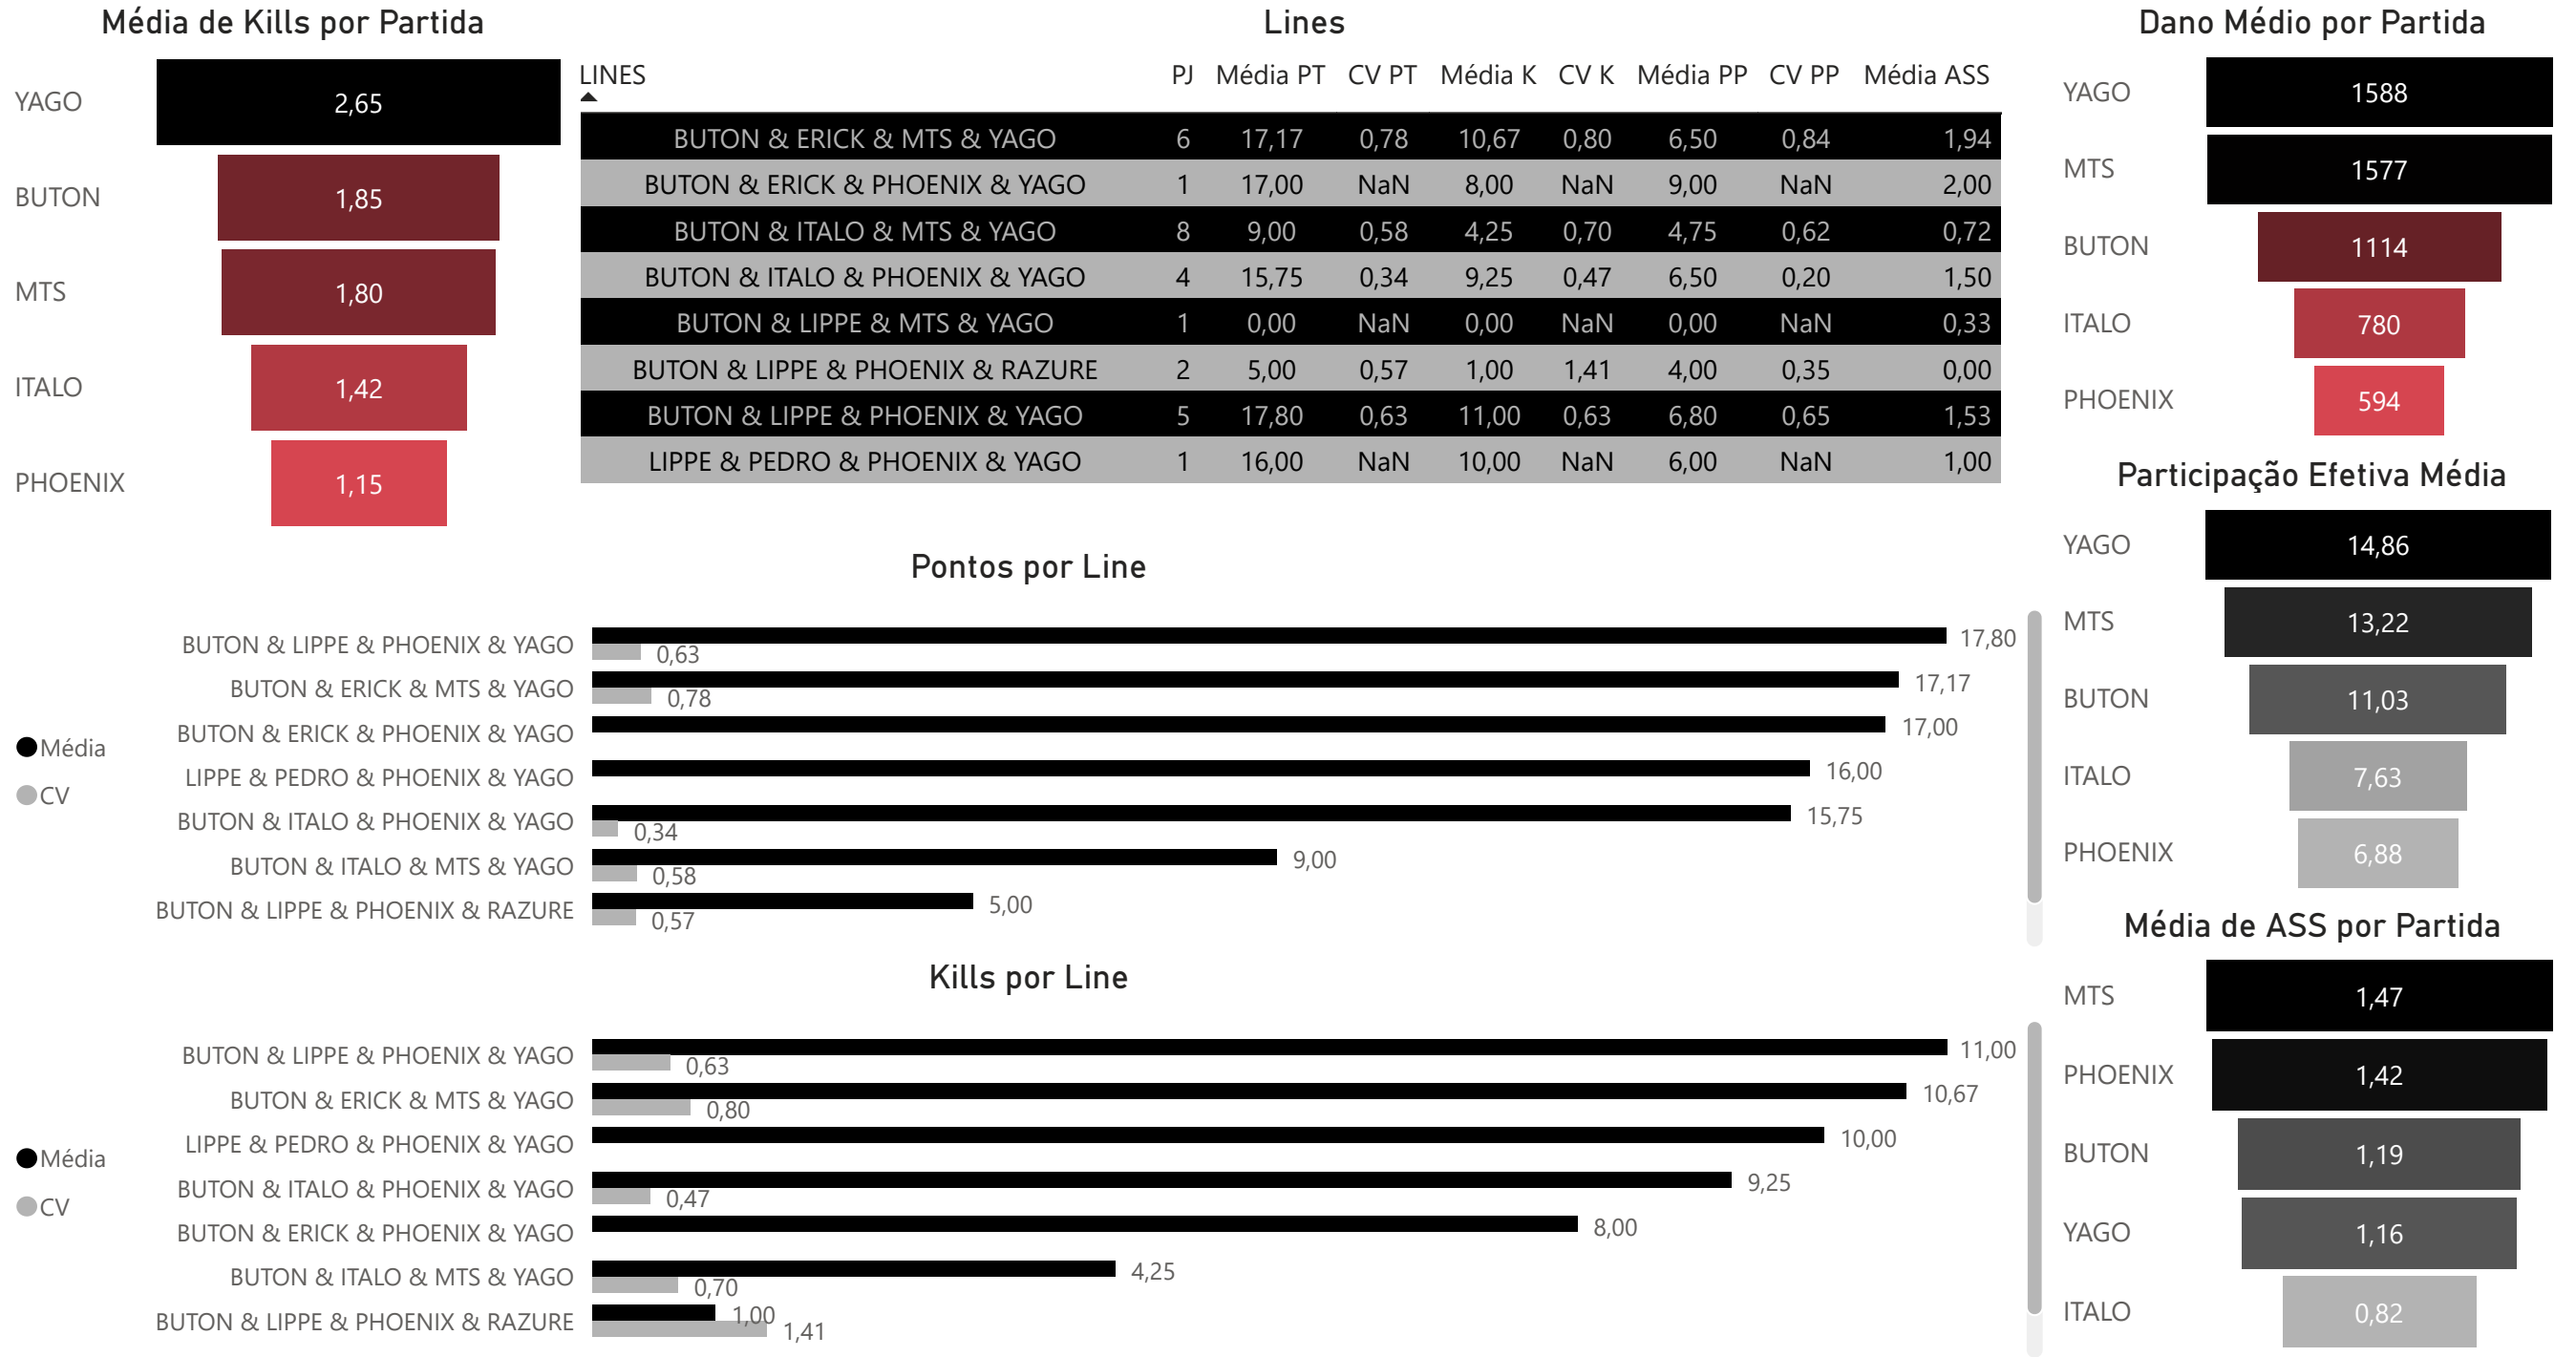 Média de Kills por Partida
YAGO 2,65
BUTON 1,85
MTS 1,80
ITALO 1,42
PHOENIX 1,15
Lines
LINES PJ Média PT CV PT Média K CV K Média PP CV PP Média ASS
BUTON & ERICK & MTS & YAGO 6 17,17 0,78 10,67 0,80 6,50 0,84 1,94
BUTON & ERICK & PHOENIX & YAGO 1 17,00 NaN 8,00 NaN 9,00 NaN 2,00
BUTON & ITALO & MTS & YAGO 8 9,00 0,58 4,25 0,70 4,75 0,62 0,72
BUTON & ITALO & PHOENIX & YAGO 4 15,75 0,34 9,25 0,47 6,50 0,20 1,50
BUTON & LIPPE & MTS & YAGO 1 0,00 NaN 0,00 NaN 0,00 NaN 0,33
BUTON & LIPPE & PHOENIX & RAZURE 2 5,00 0,57 1,00 1,41 4,00 0,35 0,00
BUTON & LIPPE & PHOENIX & YAGO 5 17,80 0,63 11,00 0,63 6,80 0,65 1,53
LIPPE & PEDRO & PHOENIX & YAGO 1 16,00 NaN 10,00 NaN 6,00 NaN 1,00
Dano Médio por Partida
YAGO 1588
MTS 1577
BUTON 1114
ITALO 780
PHOENIX 594
Participação Efetiva Média
YAGO 14,86
MTS 13,22
BUTON 11,03
ITALO 7,63
PHOENIX 6,88
Média de ASS por Partida
MTS 1,47
PHOENIX 1,42
BUTON 1,19
YAGO 1,16
ITALO 0,82
Pontos por Line
Média
CV
BUTON & LIPPE & PHOENIX & YAGO 17,80
0,63
BUTON & ERICK & MTS & YAGO 17,17
0,78
BUTON & ERICK & PHOENIX & YAGO 17,00
LIPPE & PEDRO & PHOENIX & YAGO 16,00
BUTON & ITALO & PHOENIX & YAGO 15,75
0,34
BUTON & ITALO & MTS & YAGO 9,00
0,58
BUTON & LIPPE & PHOENIX & RAZURE 5,00
0,57
Kills por Line
Média
CV
BUTON & LIPPE & PHOENIX & YAGO 11,00
0,63
BUTON & ERICK & MTS & YAGO 10,67
0,80
LIPPE & PEDRO & PHOENIX & YAGO 10,00
BUTON & ITALO & PHOENIX & YAGO 9,25
0,47
BUTON & ERICK & PHOENIX & YAGO 8,00
BUTON & ITALO & MTS & YAGO 4,25
0,70
BUTON & LIPPE & PHOENIX & RAZURE 1,00
1,41